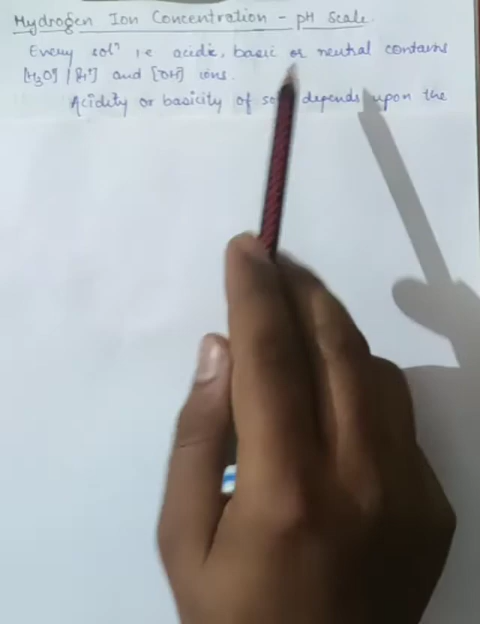 Hydrogen Ion Concentration - pH Scale.
Every solⁿ i.e acidic, basic or neutral contains
[H₃O⁺ / H⁺] and [OH⁻] ions.
Acidity or basicity of depends upon the